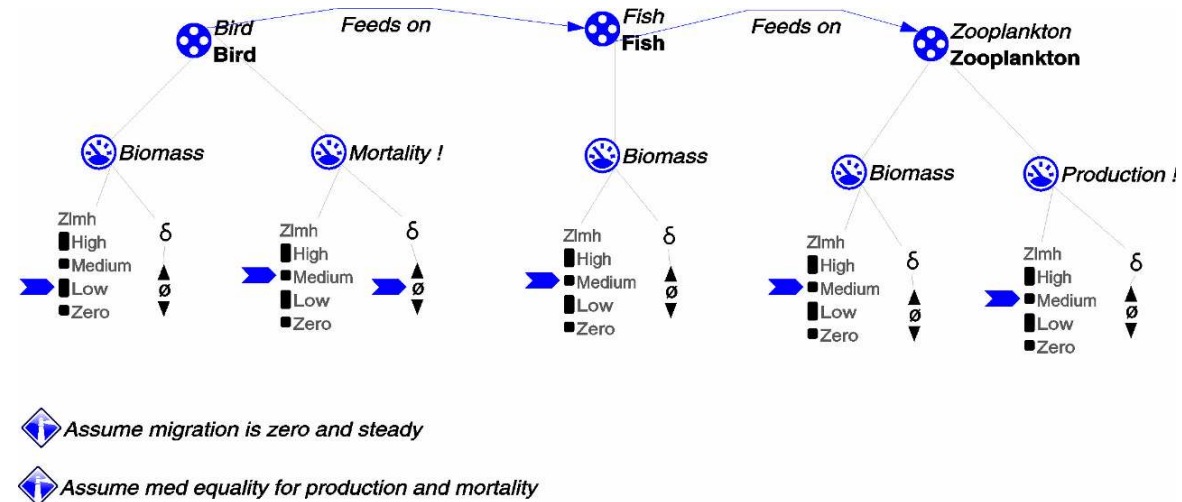 Bird
Bird
Feeds on
Fish
Fish
Feeds on
Zooplankton
Zooplankton
Biomass
Mortality !
Biomass
Biomass
Production !
Zlmh
High
Medium
Low
Zero
δ
ø
Zlmh
High
Medium
Low
Zero
δ
ø
Zlmh
High
Medium
Low
Zero
δ
ø
Zlmh
High
Medium
Low
Zero
δ
ø
Zlmh
High
Medium
Low
Zero
δ
ø
Assume migration is zero and steady
Assume med equality for production and mortality